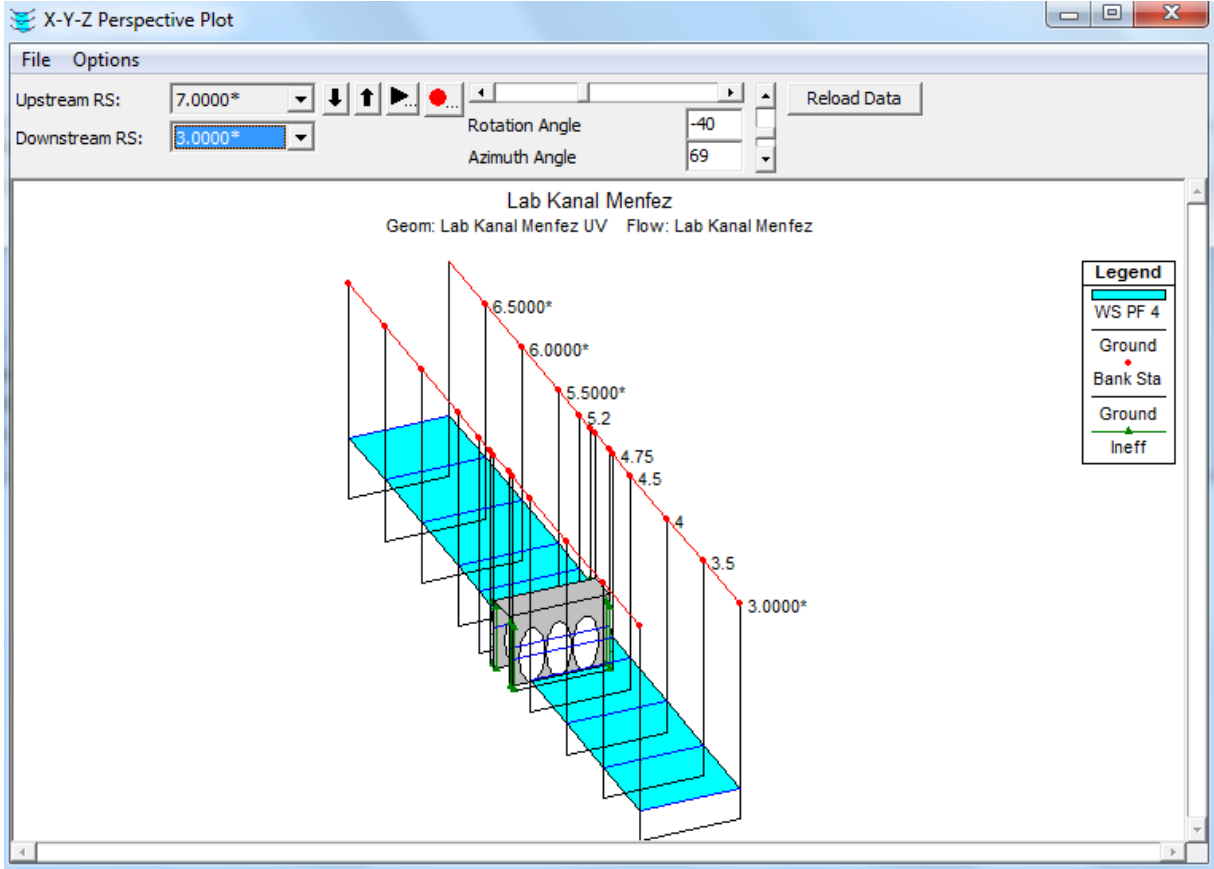 X-Y-Z Perspective Plot
File Options
Upstream RS: 7.0000*
Downstream RS: 3.0000*
Rotation Angle -40
Azimuth Angle 69
Reload Data
Lab Kanal Menfez
Geom: Lab Kanal Menfez UV Flow: Lab Kanal Menfez
6.5000*
6.0000*
5.5000*
5.2
4.75
4.5
4
3.5
3.0000*
Legend
WS PF 4
Ground
Bank Sta
Ground
Ineff